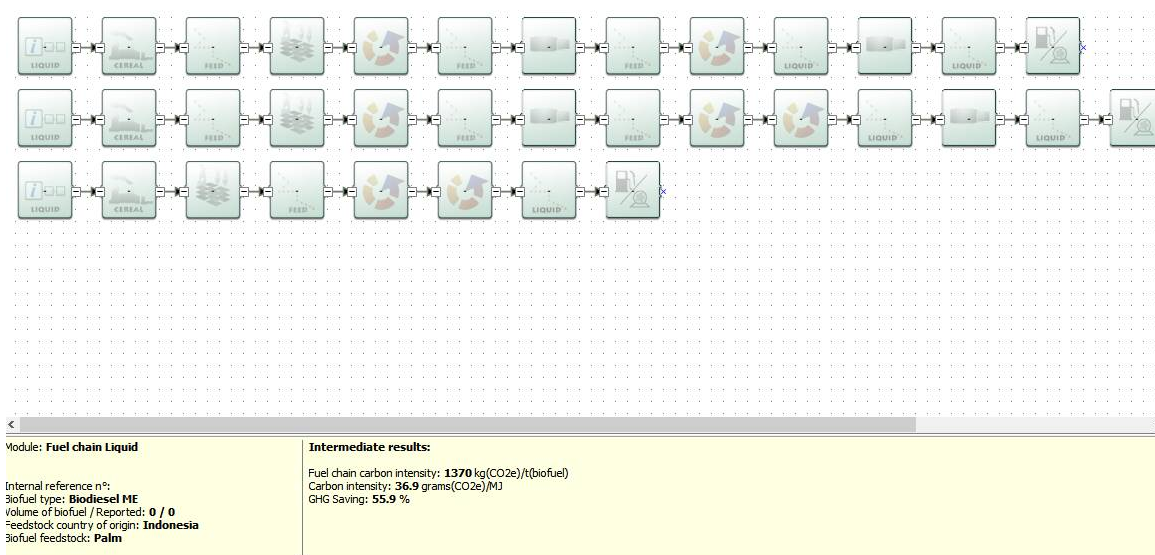 LIQUID CEREAL FEED FEED FEED LIQUID LIQUID
LIQUID CEREAL FEED FEED FEED LIQUID LIQUID
LIQUID CEREAL FEED LIQUID
Module: Fuel chain Liquid
Internal reference n°:
Biofuel type: Biodiesel ME
Volume of biofuel / Reported: 0 / 0
Feedstock country of origin: Indonesia
Biofuel feedstock: Palm
Intermediate results:
Fuel chain carbon intensity: 1370 kg(CO2e)/t(biofuel)
Carbon intensity: 36.9 grams(CO2e)/MJ
GHG Saving: 55.9 %